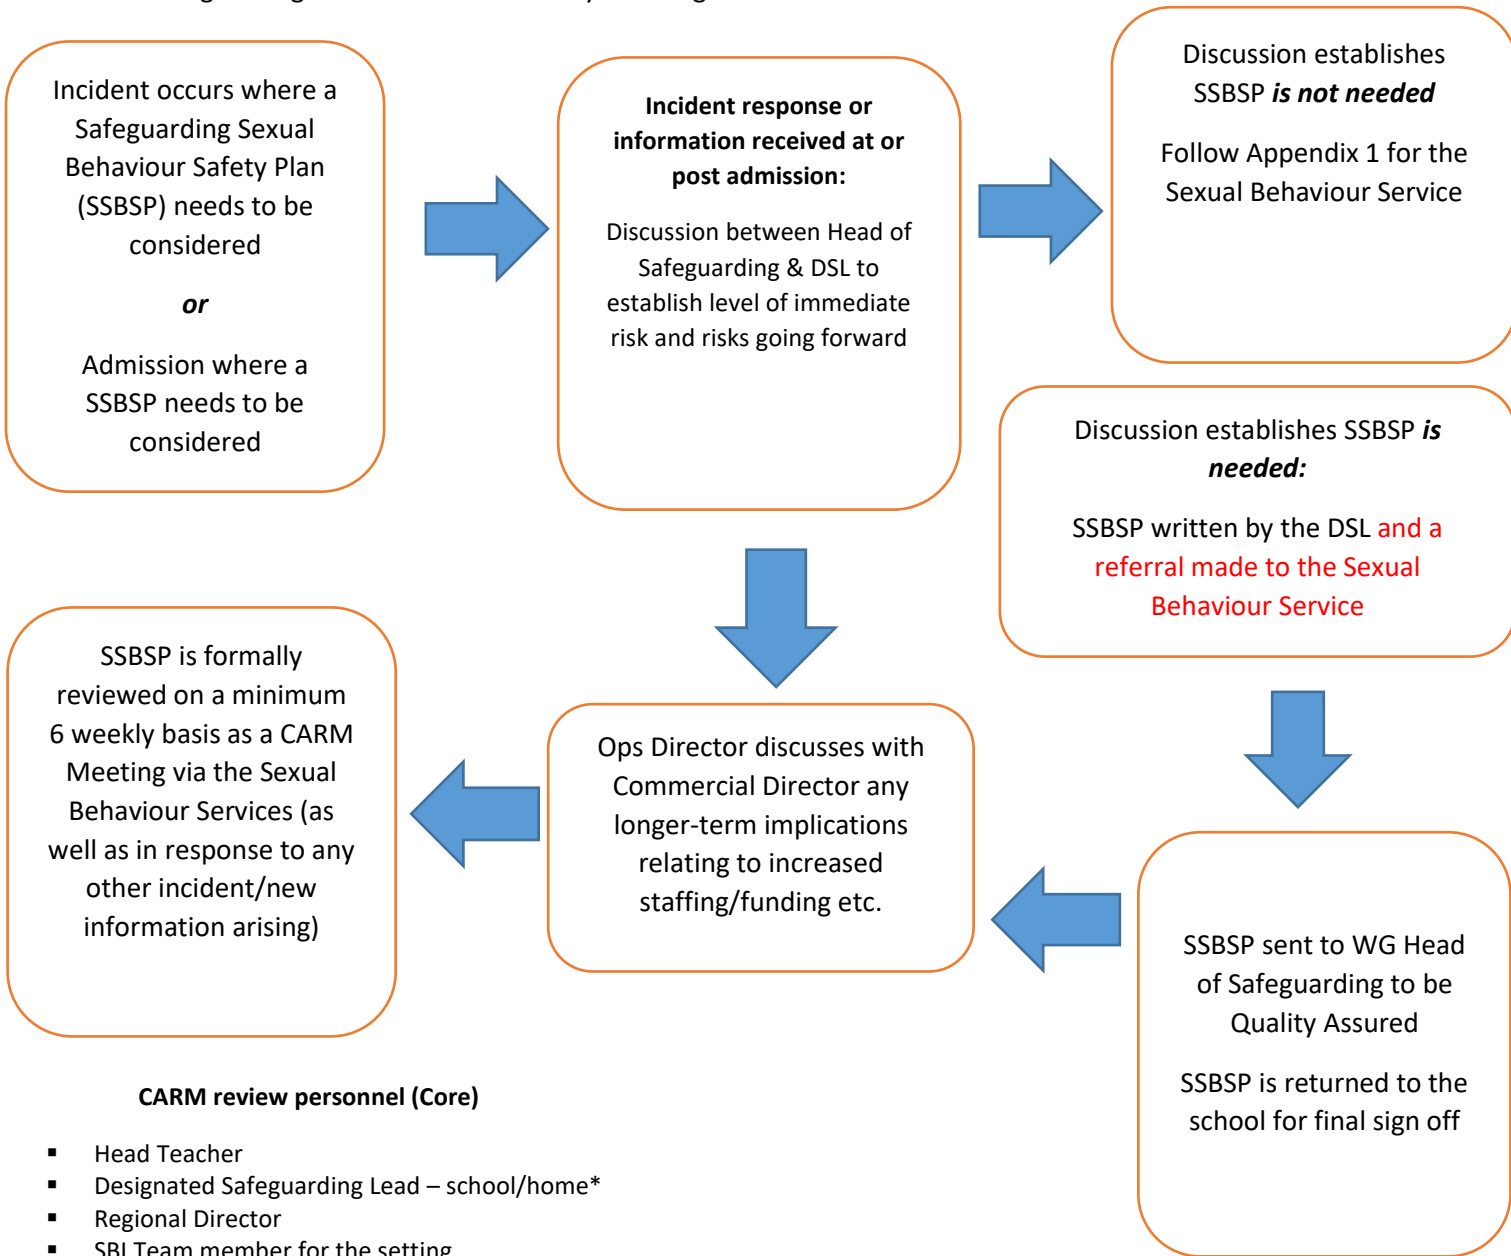 Incident occurs where a
Safeguarding Sexual
Behaviour Safety Plan
(SSBSP) needs to be
considered
or
Admission where a
SSBSP needs to be
considered
Incident response or
information received at or
post admission:
Discussion between Head of
Safeguarding & DSL to
establish level of immediate
risk and risks going forward
Discussion establishes
SSBSP is not needed
Follow Appendix 1 for the
Sexual Behaviour Service
Discussion establishes SSBSP is
needed:
SSBSP written by the DSL and a
referral made to the Sexual
Behaviour Service
SSBSP sent to WG Head
of Safeguarding to be
Quality Assured
SSBSP is returned to the
school for final sign off
Ops Director discusses with
Commercial Director any
longer-term implications
relating to increased
staffing/funding etc.
SSBSP is formally
reviewed on a minimum
6 weekly basis as a CARM
Meeting via the Sexual
Behaviour Services (as
well as in response to any
other incident/new
information arising)
CARM review personnel (Core)
▪ Head Teacher
▪ Designated Safeguarding Lead – school/home*
▪ Regional Director
▪ SBI Team member for the setting